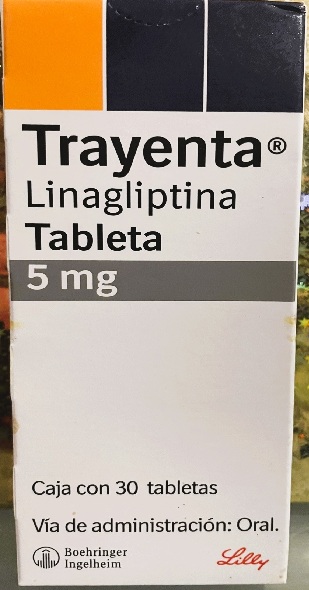 Trayenta®
Linagliptina
Tableta
5 mg
Caja con 30 tabletas
Vía de administración: Oral.
Boehringer
Ingelheim
Lilly